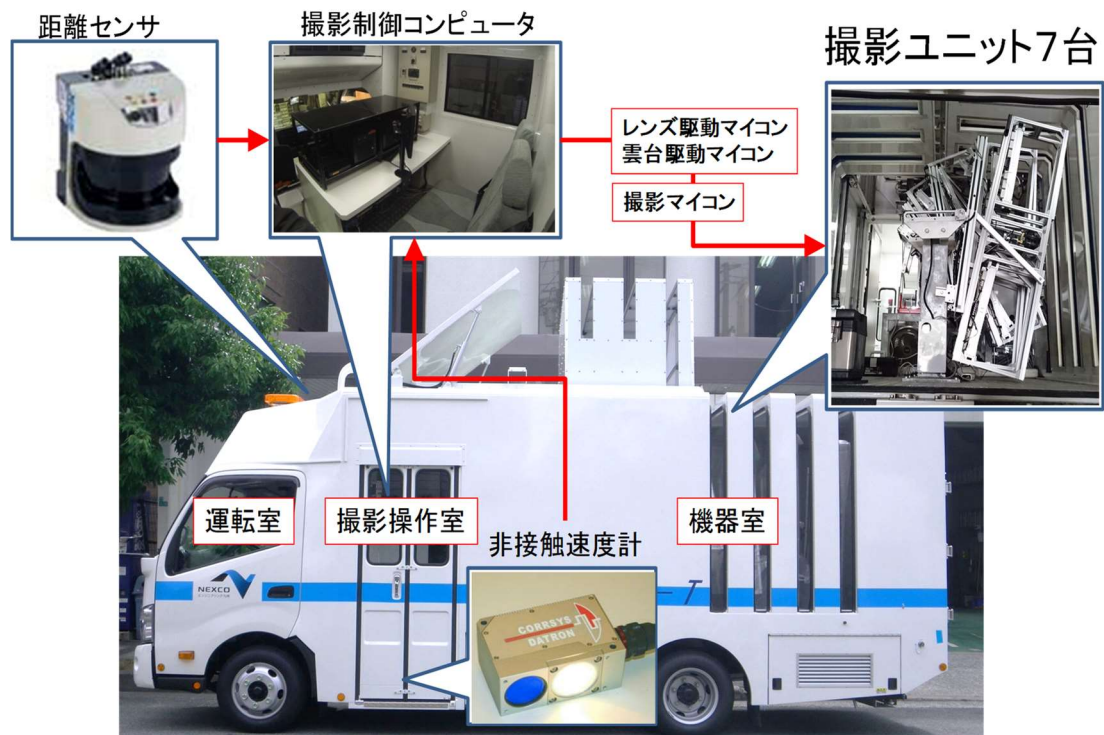 距離センサ
撮影制御コンピュータ
撮影ユニット7台
レンズ駆動マイコン
雲台駆動マイコン
撮影マイコン
運転室
撮影操作室
機器室
非接触速度計
NEXCO
CORRSYS
DATRON
-T